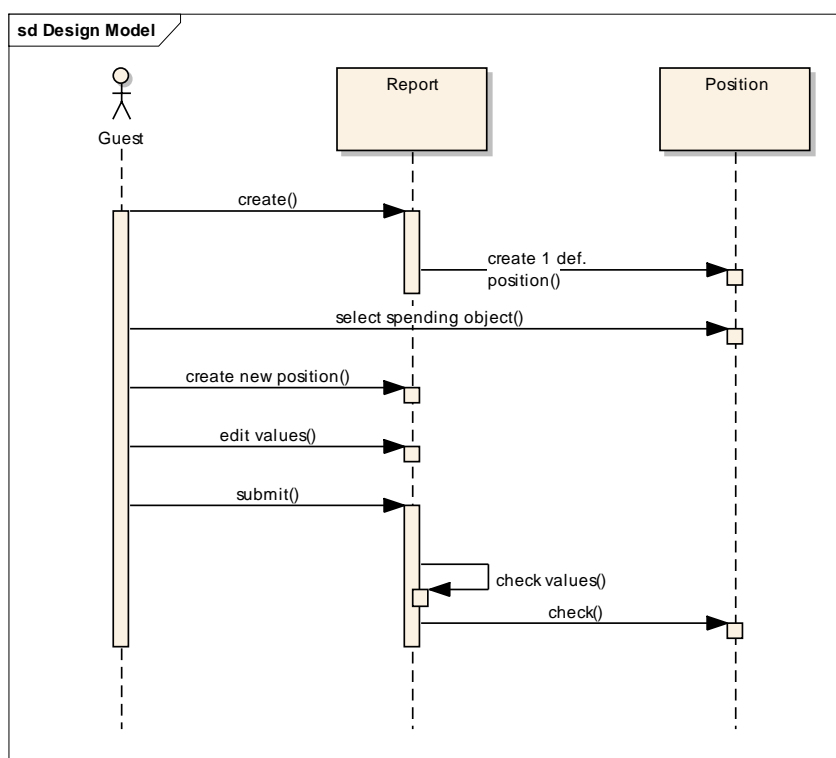 sd Design Model
Guest
Report
Position
create()
create 1 def.
position()
select spending object()
create new position()
edit values()
submit()
check values()
check()